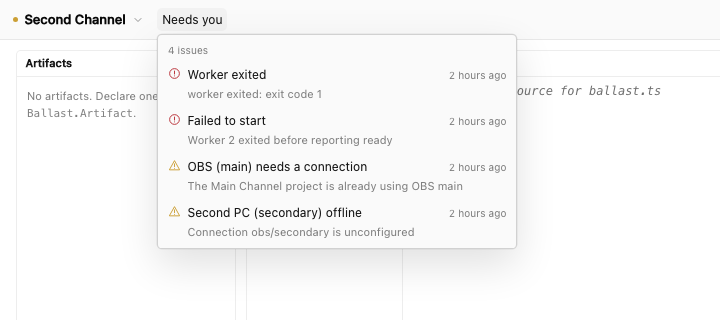 Second Channel
Needs you
4 issues
Artifacts
Worker exited
2 hours ago
worker exited: exit code 1
No artifacts. Declare one
Ballast.Artifact.
ource for ballast.ts
Failed to start
2 hours ago
Worker 2 exited before reporting ready
OBS (main) needs a connection
2 hours ago
The Main Channel project is already using OBS main
Second PC (secondary) offline
2 hours ago
Connection obs/secondary is unconfigured